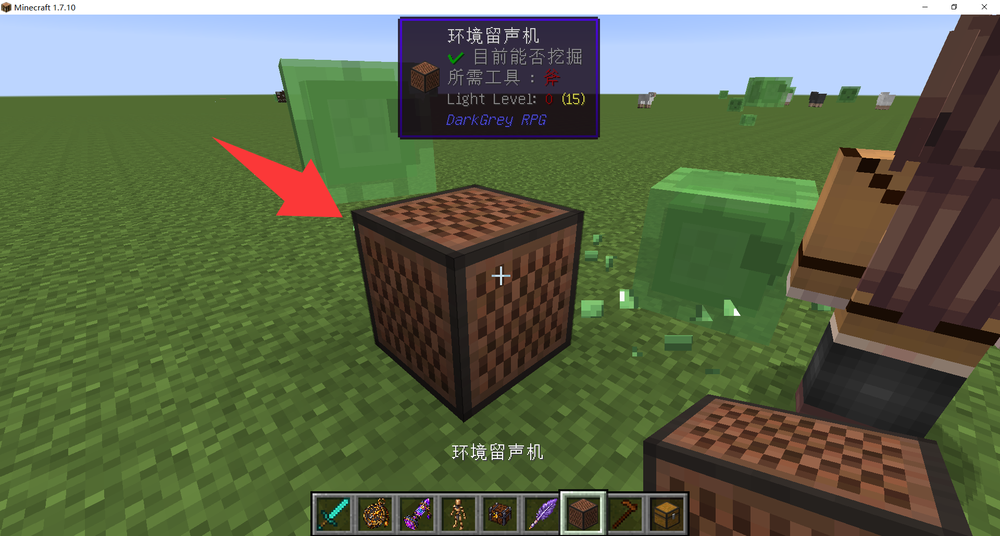 Minecraft 1.7.10
环境留声机
目前能否挖掘
所需工具 : 斧
Light Level: 0 (15)
DarkGrey RPG
环境留声机